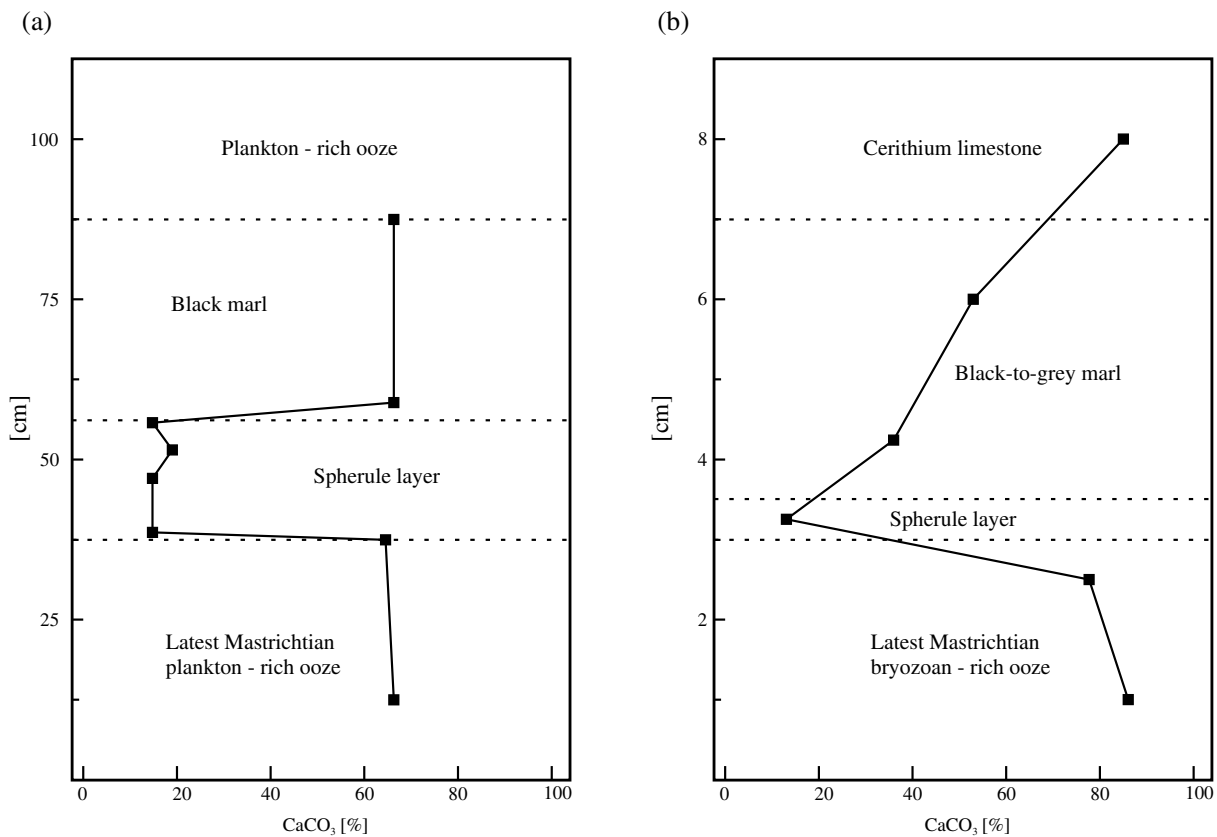 (a)
100
75
50
25
[cm]
Plankton - rich ooze
Black marl
Spherule layer
Latest Mastrichtian
plankton - rich ooze
0 20 40 60 80 100
CaCO₃ [%]
(b)
8
6
4
2
[cm]
Cerithium limestone
Black-to-grey marl
Spherule layer
Latest Mastrichtian
bryozoan - rich ooze
0 20 40 60 80 100
CaCO₃ [%]